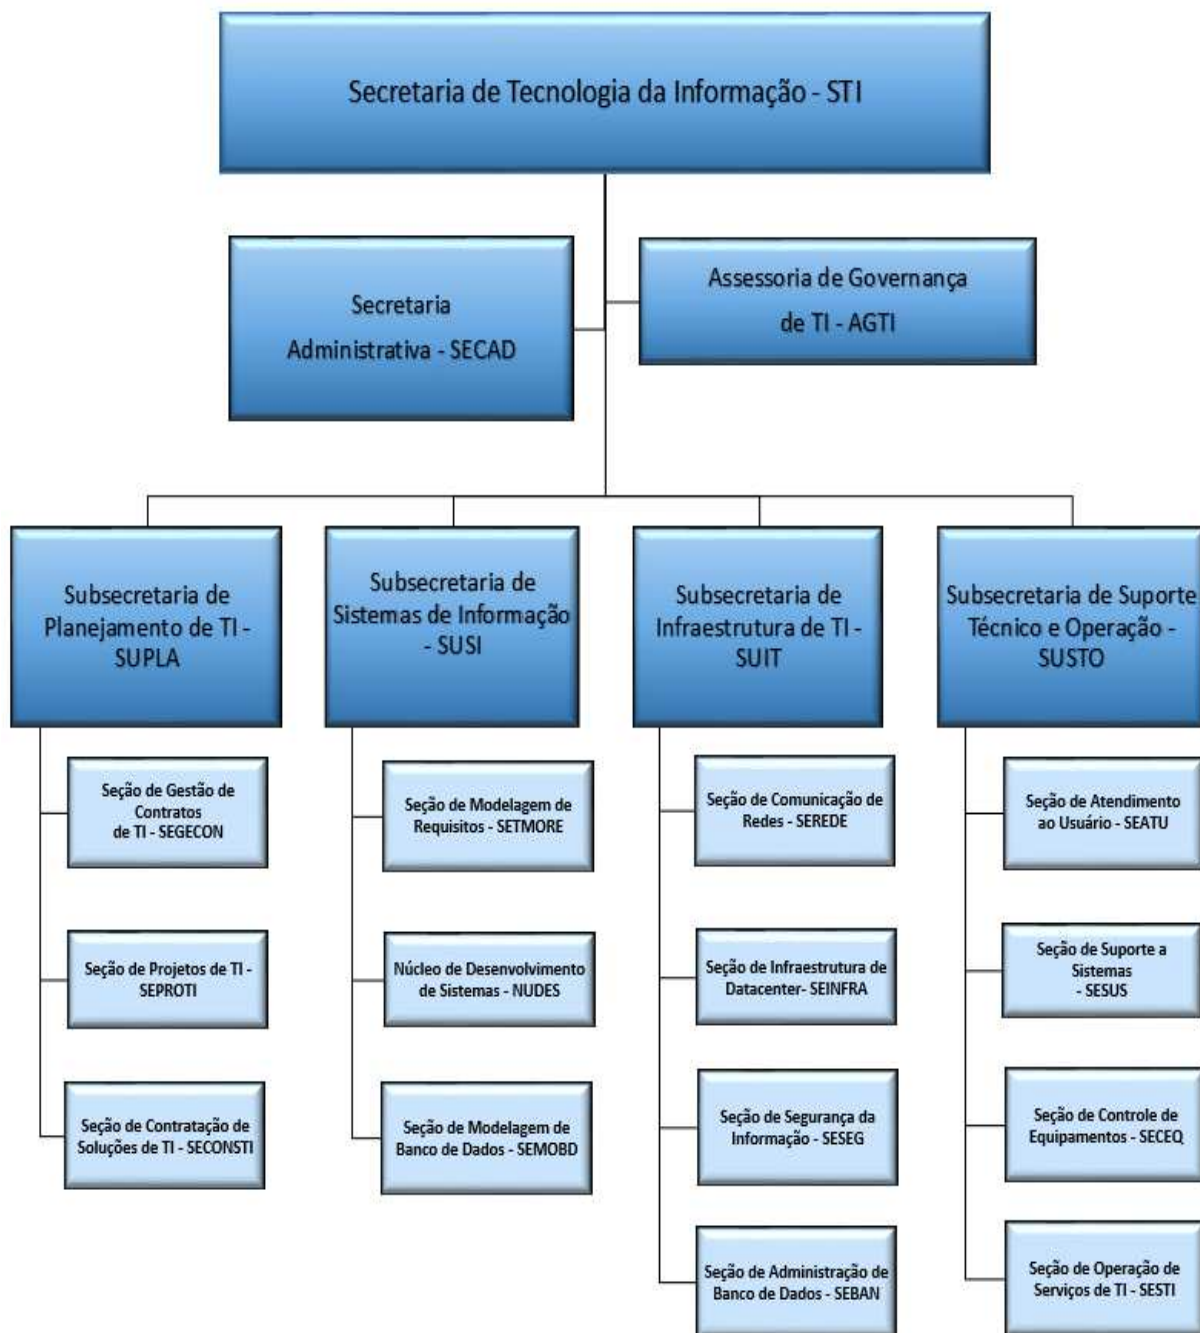 Secretaria de Tecnologia da Informação - STI
Secretaria
Administrativa - SECAD
Assessoria de Governança
de TI - AGTI
Subsecretaria de
Planejamento de TI -
SUPLA
Subsecretaria de
Sistemas de Informação
- SUSI
Subsecretaria de
Infraestrutura de TI -
SUIT
Subsecretaria de Suporte
Técnico e Operação -
SUSTO
Seção de Gestão de
Contratos
de TI - SEGECON
Seção de Projetos de TI -
SEPROTI
Seção de Contratação de
Soluções de TI - SECONSTI
Seção de Modelagem de
Requisitos - SETMORE
Núcleo de Desenvolvimento
de Sistemas - NUDES
Seção de Modelagem de
Banco de Dados - SEMOBD
Seção de Comunicação de
Redes - SEREDE
Seção de Infraestrutura de
Datacenter- SEINFRA
Seção de Segurança da
Informação - SESEG
Seção de Administração de
Banco de Dados - SEBAN
Seção de Atendimento
ao Usuário - SEATU
Seção de Suporte a
Sistemas
- SESUS
Seção de Controle de
Equipamentos - SECEQ
Seção de Operação de
Serviços de TI - SESTI